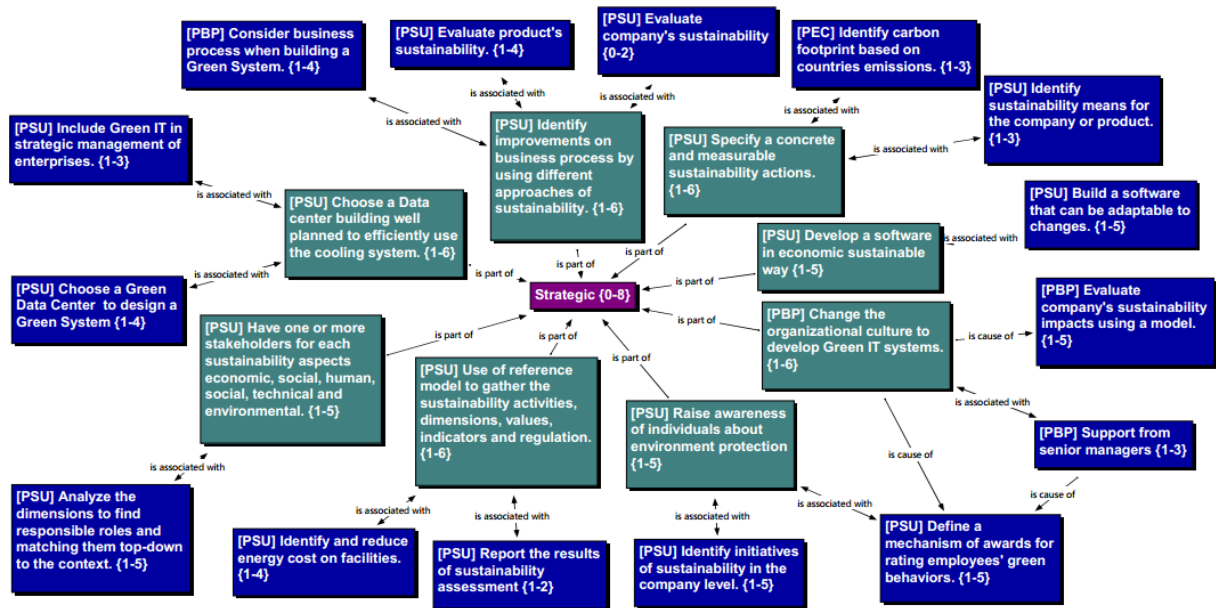 [PBP] Consider business
process when building a
Green System. {1-4}
[PSU] Evaluate product's
sustainability. {1-4}
[PSU] Evaluate
company's sustainability
{0-2}
[PEC] Identify carbon
footprint based on
countries emissions. {1-3}
[PSU] Identify
sustainability means for
the company or product.
{1-3}
is associated with
is associated with
is associated with
is associated with
is associated with
[PSU] Include Green IT in
strategic management of
enterprises. {1-3}
[PSU] Identify
improvements on
business process by
using different
approaches of
sustainability. {1-6}
[PSU] Specify a concrete
and measurable
sustainability actions.
{1-6}
is associated with
[PSU] Choose a Data
center building well
planned to efficiently use
the cooling system. {1-6}
[PSU] Build a software
that can be adaptable to
changes. {1-5}
is associated with
[PSU] Develop a software
in economic sustainable
way {1-5}
is part of
is part of
is part of
is part of
is associated with
[PSU] Choose a Green
Data Center to design a
Green System {1-4}
Strategic {0-8}
[PBP] Change the
organizational culture to
develop Green IT systems.
{1-6}
[PBP] Evaluate
company's sustainability
impacts using a model.
{1-5}
is cause of
is part of
is part of
is part of
is part of
[PSU] Have one or more
stakeholders for each
sustainability aspects
economic, social, human,
social, technical and
environmental. {1-5}
[PSU] Use of reference
model to gather the
sustainability activities,
dimensions, values,
indicators and regulation.
{1-6}
[PSU] Raise awareness
of individuals about
environment protection
{1-5}
is associated with
[PBP] Support from
senior managers {1-3}
is cause of
is cause of
is associated with
is associated with
is associated with
is associated with
is associated with
[PSU] Analyze the
dimensions to find
responsible roles and
matching them top-down
to the context. {1-5}
[PSU] Identify and reduce
energy cost on facilities.
{1-4}
[PSU] Report the results
of sustainability
assessment {1-2}
[PSU] Identify initiatives
of sustainability in the
company level. {1-5}
[PSU] Define a
mechanism of awards for
rating employees' green
behaviors. {1-5}